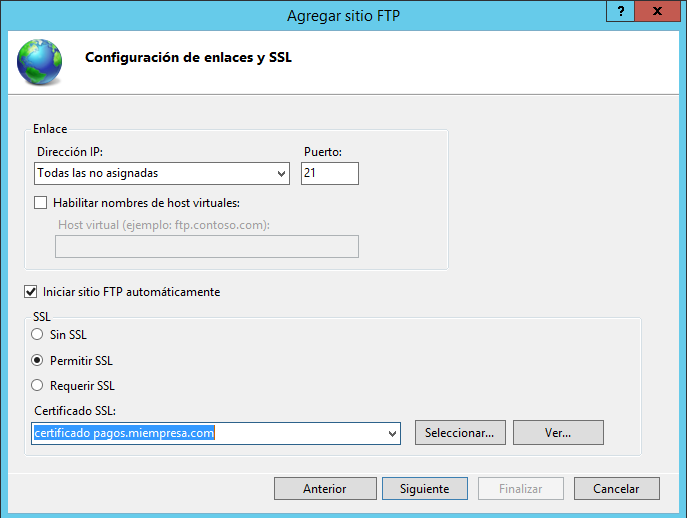 Agregar sitio FTP
? x
Configuración de enlaces y SSL
Enlace
Dirección IP: Puerto:
Todas las no asignadas 21
Habilitar nombres de host virtuales:
Host virtual (ejemplo: ftp.contoso.com):
Iniciar sitio FTP automáticamente
SSL
Sin SSL
Permitir SSL
Requerir SSL
Certificado SSL:
certificado pagos.miempresa.com Seleccionar... Ver...
Anterior Siguiente Finalizar Cancelar